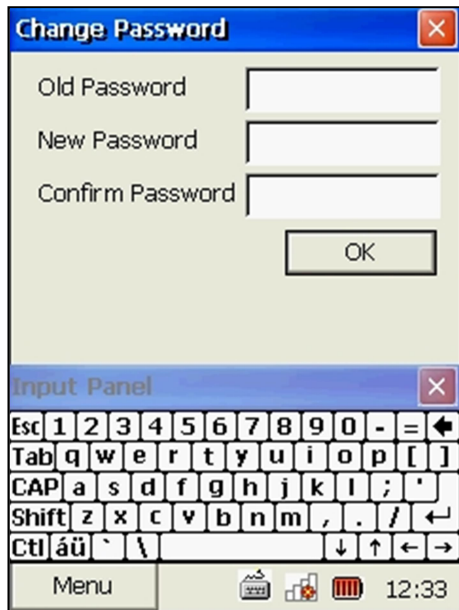 Change Password
Old Password
New Password
Confirm Password
OK
Input Panel
Esc 1 2 3 4 5 6 7 8 9 0 - =
Tab q w e r t y u i o p [ ]
CAP a s d f g h j k l ; '
Shift z x c v b n m , . /
Ctl áü ` \ ↓ ↑ ← →
Menu 12:33